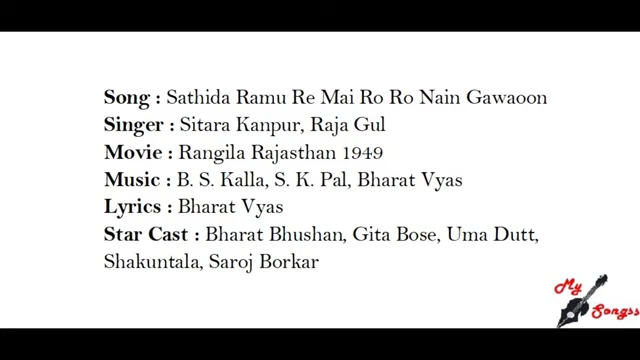 Song : Sathida Ramu Re Mai Ro Ro Nain Gawaoon
Singer : Sitara Kanpur, Raja Gul
Movie : Rangila Rajasthan 1949
Music : B. S. Kalla, S. K. Pal, Bharat Vyas
Lyrics : Bharat Vyas
Star Cast : Bharat Bhushan, Gita Bose, Uma Dutt,
Shakuntala, Saroj Borkar
My
Songss